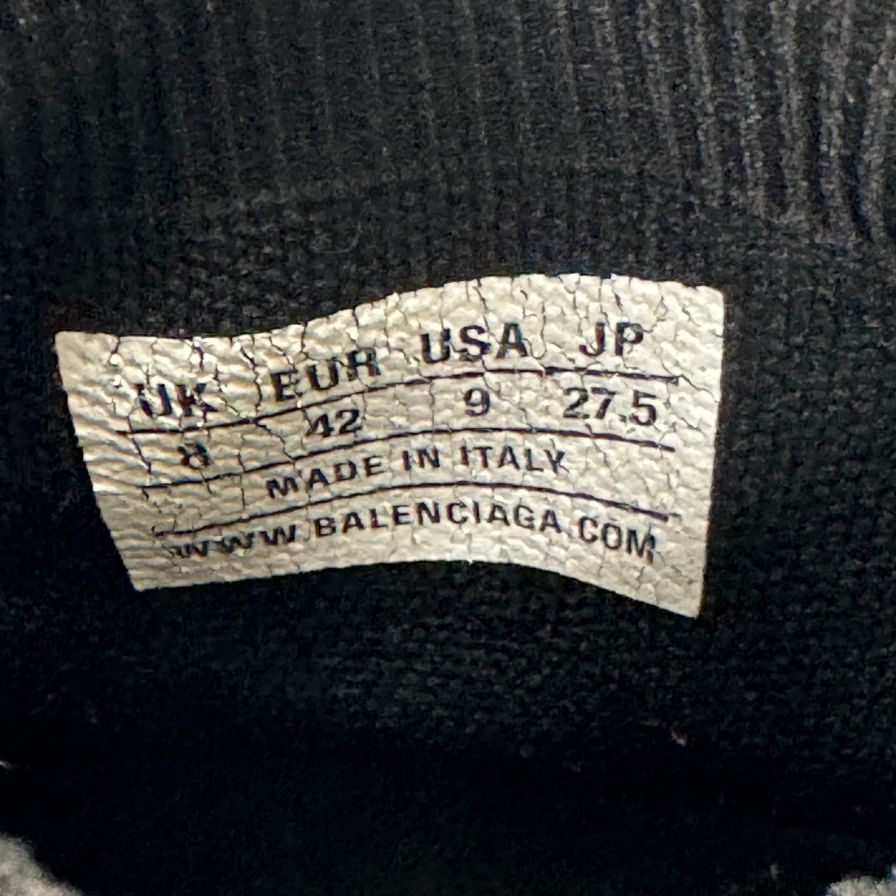 UK EUR USA JP
8 42 9 27.5
MADE IN ITALY
WWW.BALENCIAGA.COM